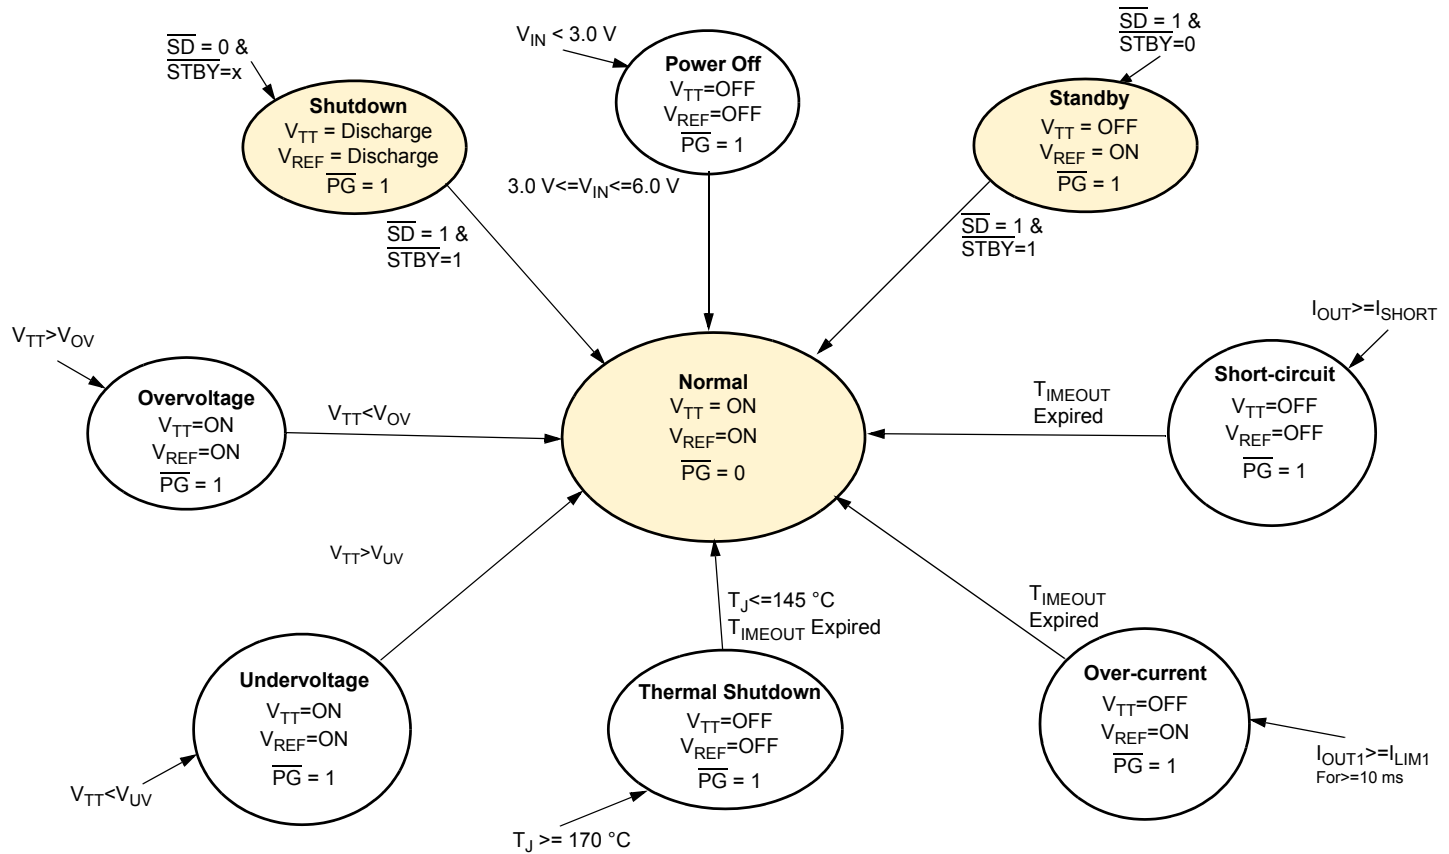 SD = 0 &
STBY=x
Shutdown
VTT = Discharge
VREF = Discharge
PG = 1
SD = 1 &
STBY=1
VIN < 3.0 V
Power Off
VTT=OFF
VREF=OFF
PG = 1
3.0 V<=VIN<=6.0 V
SD = 1 &
STBY=0
Standby
VTT = OFF
VREF = ON
PG = 1
SD = 1 &
STBY=1
VTT>VOV
Overvoltage
VTT=ON
VREF=ON
PG = 1
VTT<VOV
Normal
VTT = ON
VREF=ON
PG = 0
IOUT>=ISHORT
Short-circuit
VTT=OFF
VREF=OFF
PG = 1
TIMEOUT
Expired
VTT>VUV
Undervoltage
VTT=ON
VREF=ON
PG = 1
VTT<VUV
TJ<=145 °C
TIMEOUT Expired
Thermal Shutdown
VTT=OFF
VREF=OFF
PG = 1
TJ >= 170 °C
TIMEOUT
Expired
Over-current
VTT=OFF
VREF=ON
PG = 1
IOUT1>=ILIM1
For>=10 ms